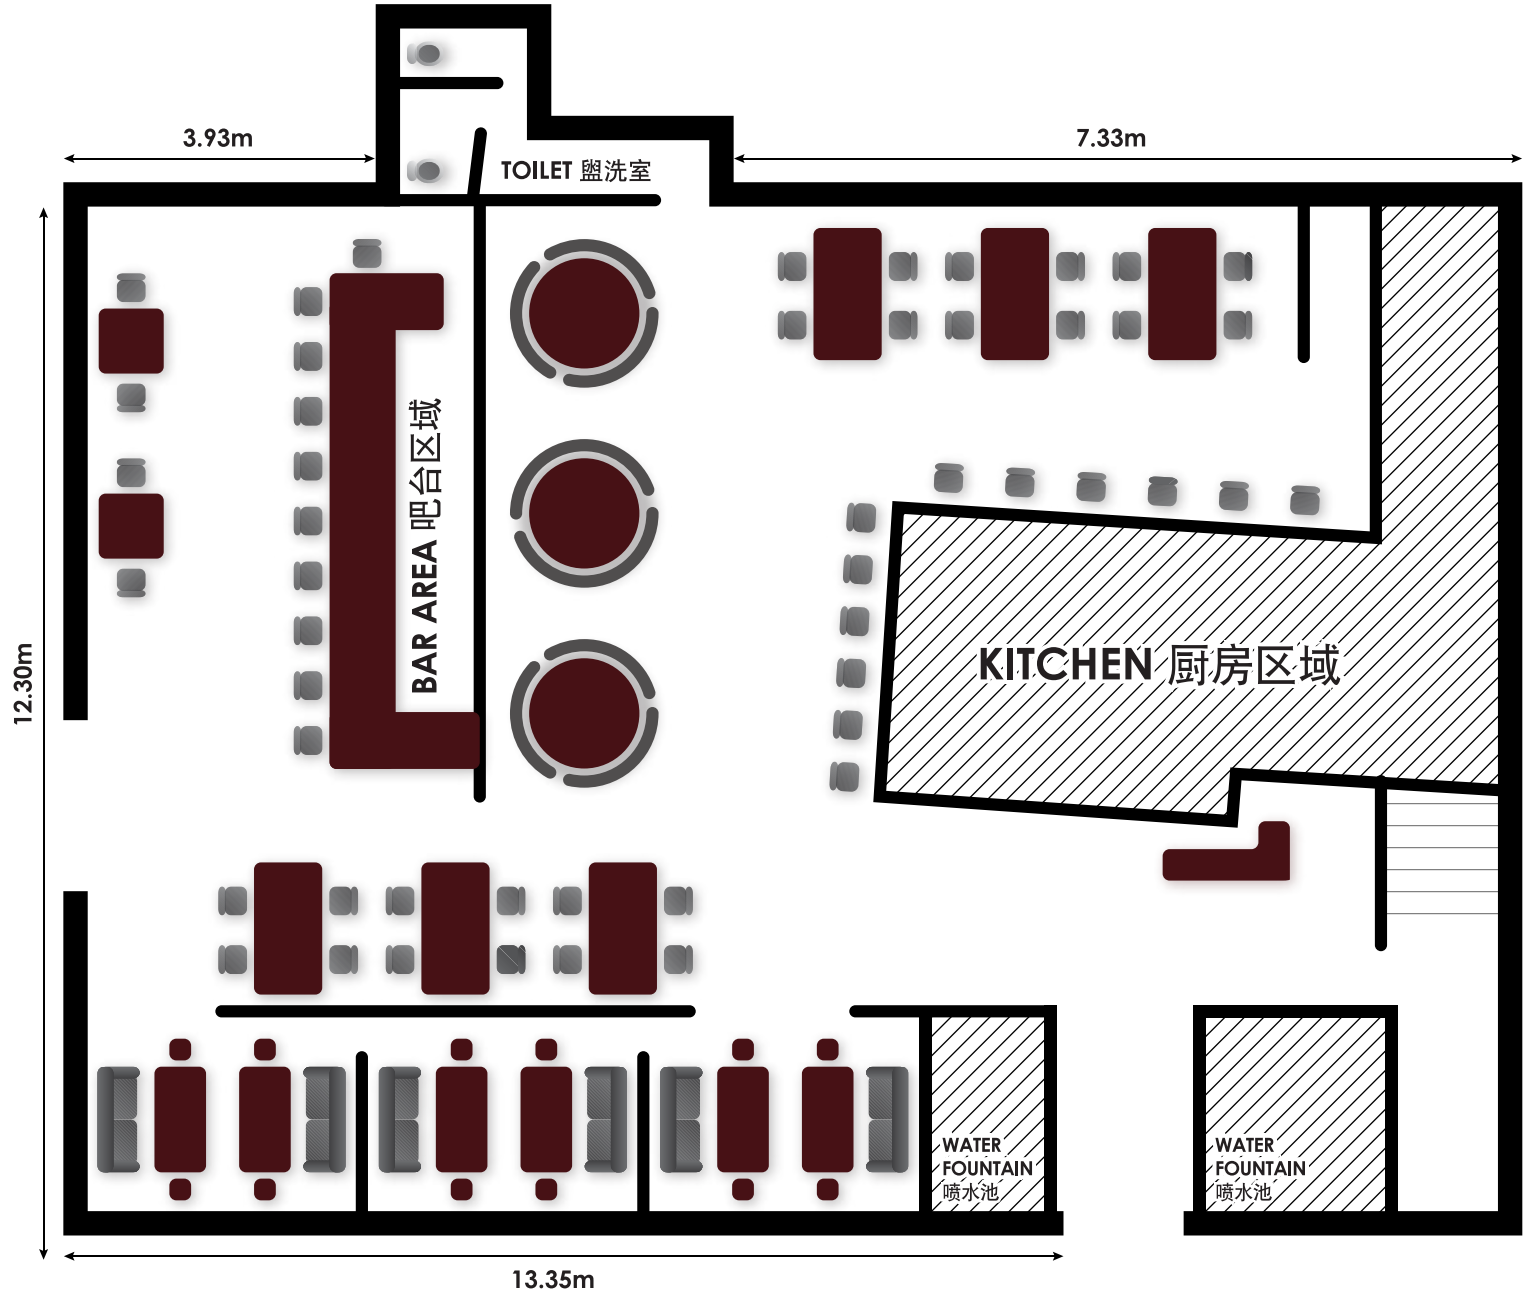 3.93m
7.33m
TOILET 盥洗室
BAR AREA 吧台区域
12.30m
KITCHEN 厨房区域
WATER
FOUNTAIN
喷水池
WATER
FOUNTAIN
喷水池
13.35m